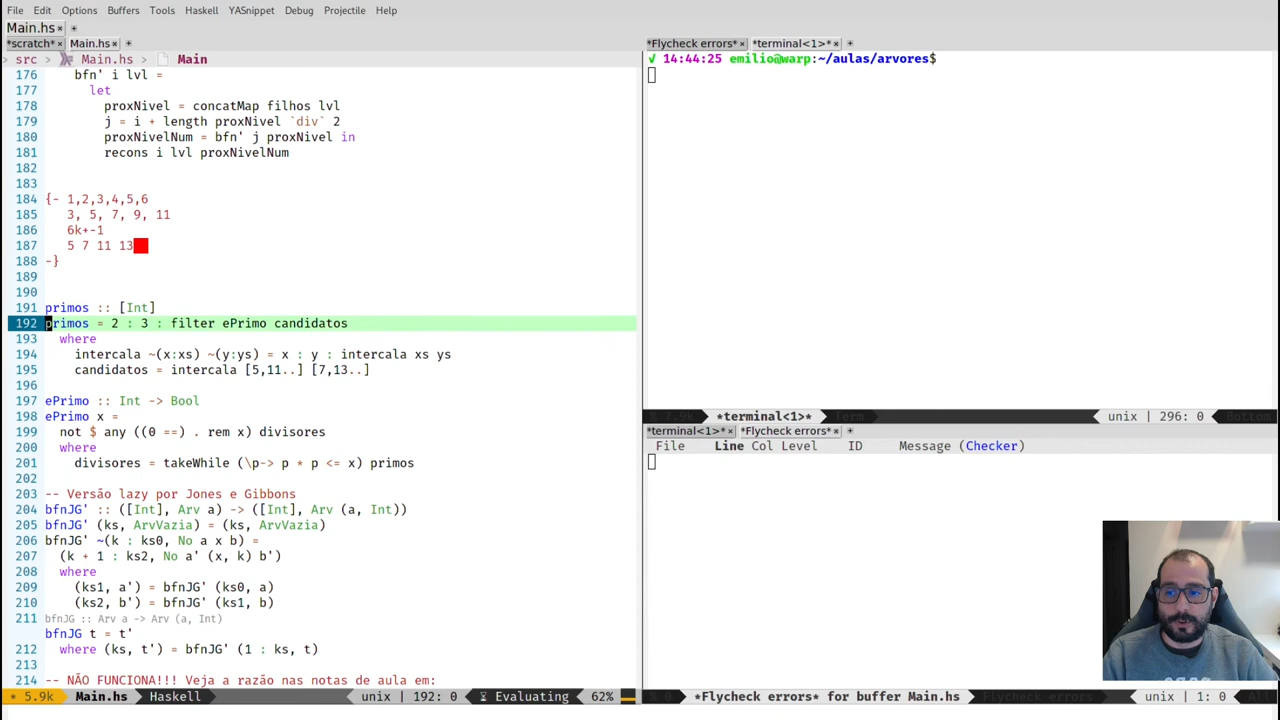 File Edit Options Buffers Tools Haskell YASnippet Debug Projectile Help
Main.hs × +
*scratch* × Main.hs × +
> src > Main.hs > Main
176 bfn' i lvl =
177 let
178 proxNivel = concatMap filhos lvl
179 j = i + length proxNivel `div` 2
180 proxNivelNum = bfn' j proxNivel in
181 recons i lvl proxNivelNum
182
183
184 {- 1,2,3,4,5,6
185 3, 5, 7, 9, 11
186 6k+-1
187 5 7 11 13
188 -}
189
190
191 primos :: [Int]
192 primos = 2 : 3 : filter ePrimo candidatos
193 where
194 intercala ~(x:xs) ~(y:ys) = x : y : intercala xs ys
195 candidatos = intercala [5,11..] [7,13..]
196
197 ePrimo :: Int -> Bool
198 ePrimo x =
199 not $ any ((0 ==) . rem x) divisores
200 where
201 divisores = takeWhile (\p-> p * p <= x) primos
202
203 -- Versão lazy por Jones e Gibbons
204 bfnJG' :: ([Int], Arv a) -> ([Int], Arv (a, Int))
205 bfnJG' (ks, ArvVazia) = (ks, ArvVazia)
206 bfnJG' ~(k : ks0, No a x b) =
207 (k + 1 : ks2, No a' (x, k) b')
208 where
209 (ks1, a') = bfnJG' (ks0, a)
210 (ks2, b') = bfnJG' (ks1, b)
211 bfnJG :: Arv a -> Arv (a, Int)
bfnJG t = t'
212 where (ks, t') = bfnJG' (1 : ks, t)
213
214 -- NÃO FUNCIONA!!! Veja a razão nas notas de aula em:
* 5.9k Main.hs Haskell unix | 192: 0 Evaluating 62%
*Flycheck errors* × *terminal<1>* × +
√ 14:44:25 emilio@warp:~/aulas/arvores$
% 7.9k *terminal<1>* Term unix | 296: 0 Bottom
*terminal<1>* × *Flycheck errors* × +
File Line Col Level ID Message (Checker)
% 0 *Flycheck errors* for buffer Main.hs Flycheck errors unix | 1: 0 All